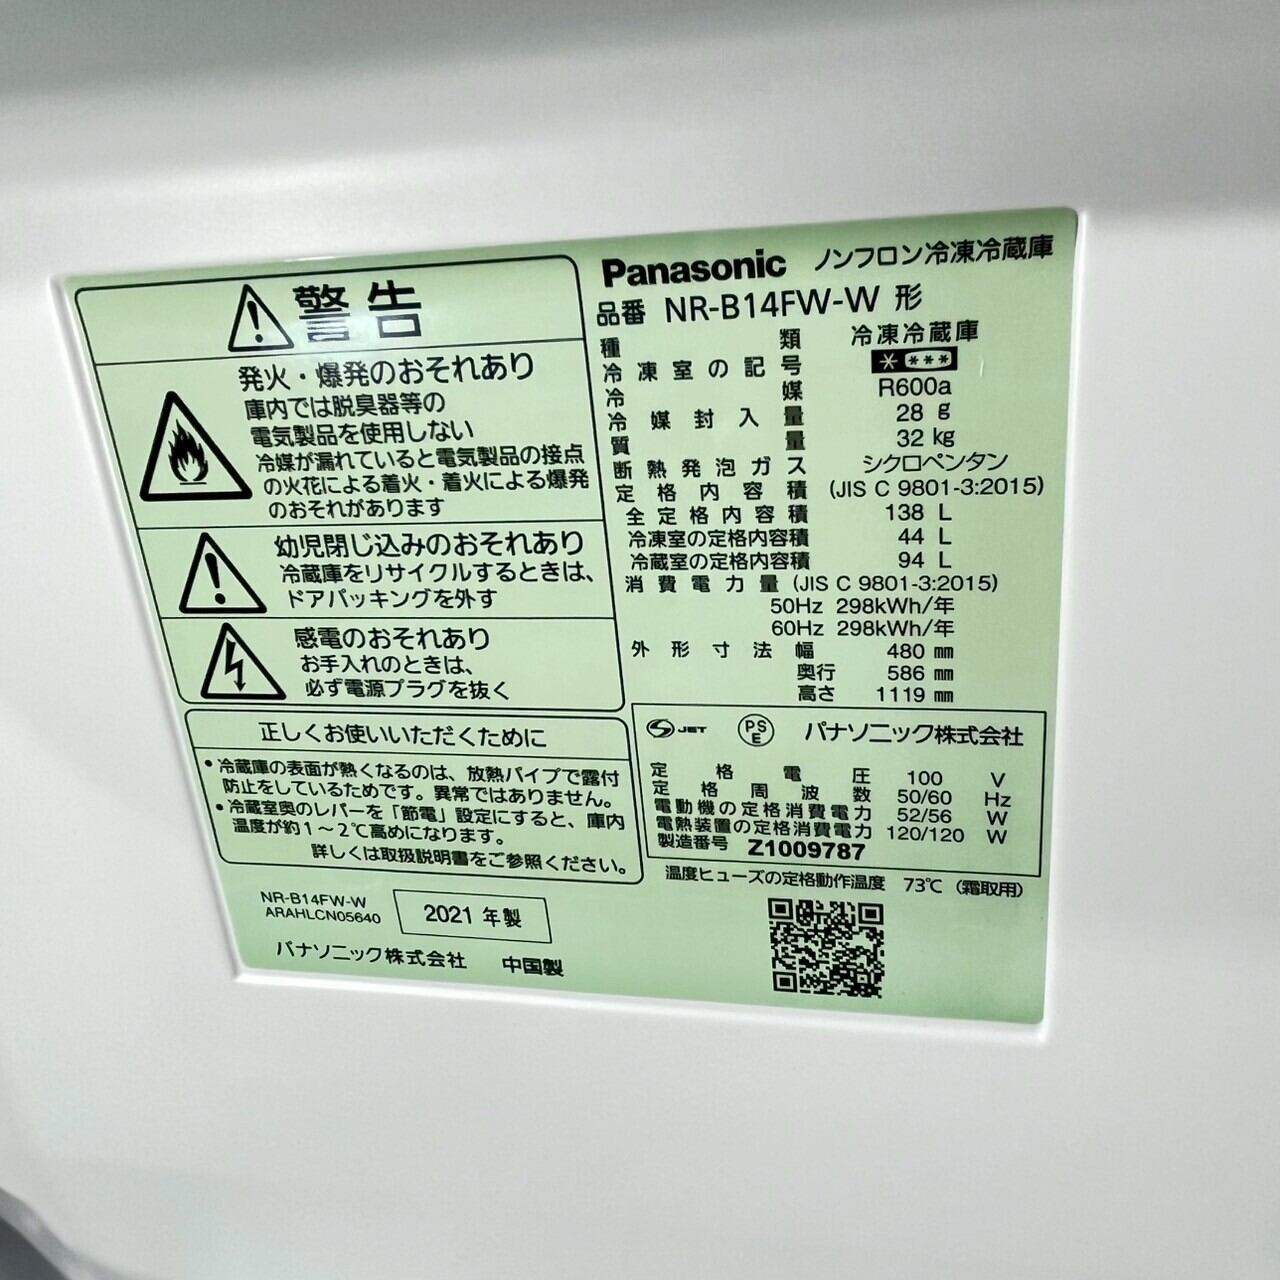 警告
発火・爆発のおそれあり
庫内では脱臭器等の
電気製品を使用しない
冷媒が漏れていると電気製品の接点
の火花による着火・着火による爆発
のおそれがあります
幼児閉じ込みのおそれあり
冷蔵庫をリサイクルするときは、
ドアパッキングを外す
感電のおそれあり
お手入れのときは、
必ず電源プラグを抜く
正しくお使いいただくために
・冷蔵庫の表面が熱くなるのは、放熱パイプで露付
防止をしているためです。異常ではありません。
・冷蔵室奥のレバーを「節電」設定にすると、庫内
温度が約1～2℃高めになります。
詳しくは取扱説明書をご参照ください。
NR-B14FW-W
ARAHLCN05640
2021 年製
パナソニック株式会社 中国製
Panasonic ノンフロン冷凍冷蔵庫
品番 NR-B14FW-W 形
種類 冷凍冷蔵庫
冷凍室の記号 * ***
冷媒 R600a
冷媒封入量 28 g
質量 32 kg
断熱発泡ガス シクロペンタン
定格内容積 (JIS C 9801-3:2015)
全定格内容積 138 L
冷凍室の定格内容積 44 L
冷蔵室の定格内容積 94 L
消費電力量 (JIS C 9801-3:2015)
50Hz 298kWh/年
60Hz 298kWh/年
外形寸法幅 480 mm
奥行 586 mm
高さ 1119 mm
S JET PS E パナソニック株式会社
定格電圧 100 V
定格周波数 50/60 Hz
電動機の定格消費電力 52/56 W
電熱装置の定格消費電力 120/120 W
製造番号 Z1009787
温度ヒューズの定格動作温度 73℃（霜取用）